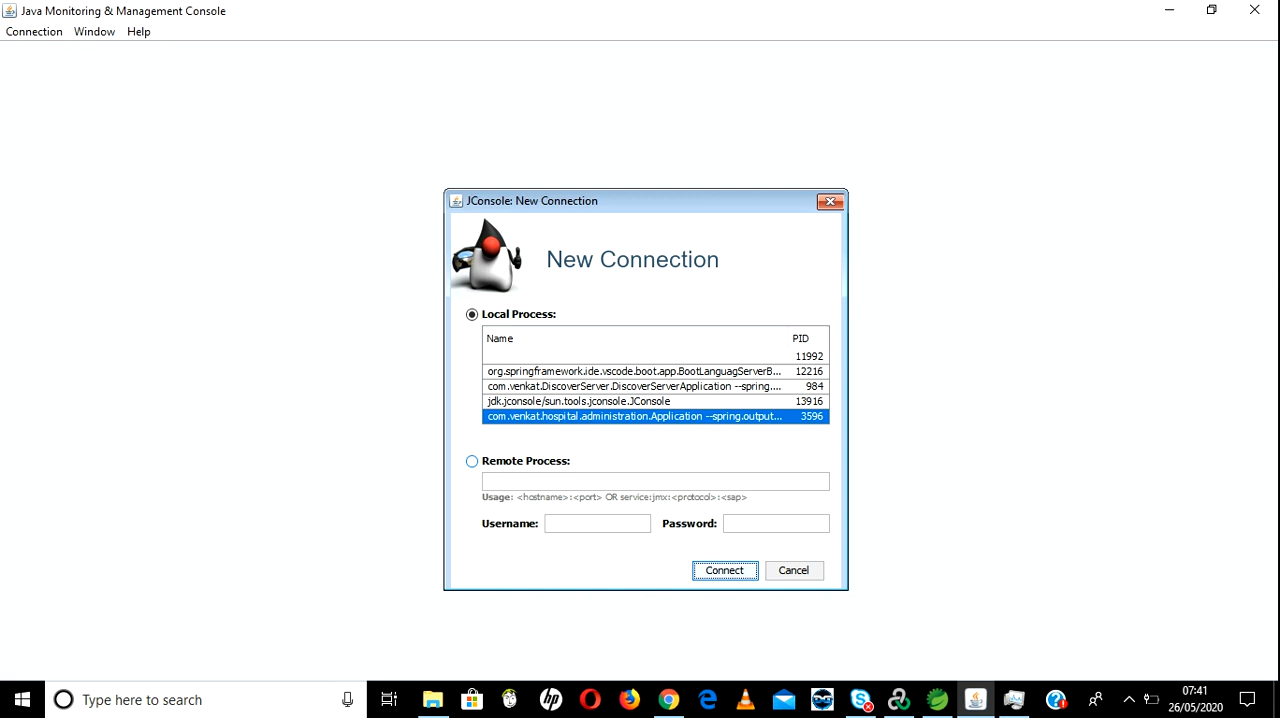 Java Monitoring & Management Console
Connection Window Help
JConsole: New Connection
New Connection
Local Process:
Name PID
11992
org.springframework.ide.vscode.boot.app.BootLanguagServerB... 12216
com.venkat.DiscoverServer.DiscoverServerApplication --spring.... 984
jdk.jconsole/sun.tools.jconsole.JConsole 13916
com.venkat.hospital.administration.Application --spring.output... 3596
Remote Process:
Usage: <hostname>:<port> OR service:jmx:<protocol>:<sap>
Username: Password:
Connect Cancel
Type here to search
07:41
26/05/2020